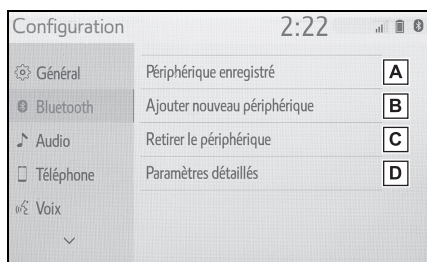 Configuration 2:22
Général
Périphérique enregistré A
Bluetooth
Ajouter nouveau périphérique B
Audio
Retirer le périphérique C
Téléphone
Paramètres détaillés D
Voix